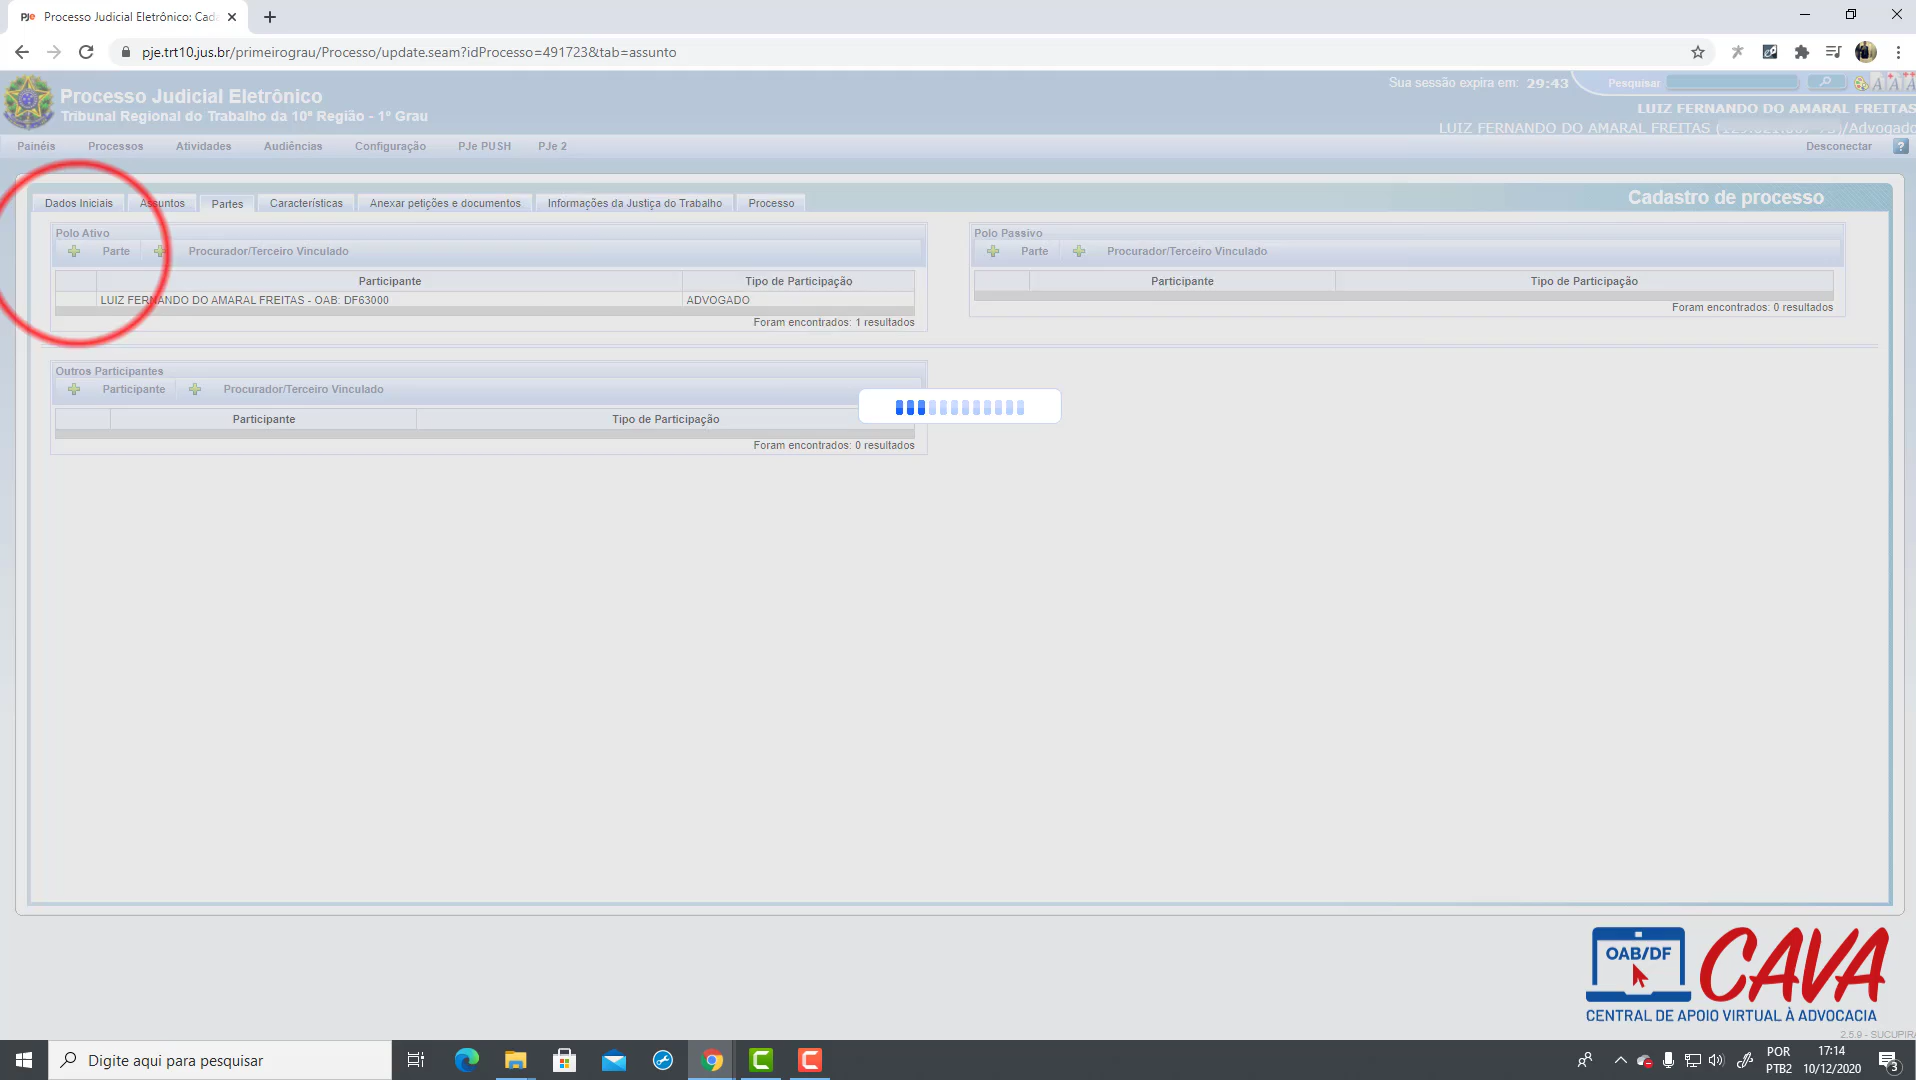 PJe Processo Judicial Eletrônico: Cada
pje.trt10.jus.br/primeirograu/Processo/update.seam?idProcesso=491723&tab=assunto
Sua sessão expira em: 29:43 Pesquisar
Processo Judicial Eletrônico
Tribunal Regional do Trabalho da 10ª Região - 1º Grau
LUIZ FERNANDO DO AMARAL FREITAS
LUIZ FERNANDO DO AMARAL FREITAS /Advogado
Painéis Processos Atividades Audiências Configuração PJe PUSH PJe 2 Desconectar ?
Cadastro de processo
Dados Iniciais Assuntos Partes Características Anexar petições e documentos Informações da Justiça do Trabalho Processo
Polo Ativo
Parte Procurador/Terceiro Vinculado
Participante Tipo de Participação
LUIZ FERNANDO DO AMARAL FREITAS - OAB: DF63000 ADVOGADO
Foram encontrados: 1 resultados
Polo Passivo
Parte Procurador/Terceiro Vinculado
Participante Tipo de Participação
Foram encontrados: 0 resultados
Outros Participantes
Participante Procurador/Terceiro Vinculado
Participante Tipo de Participação
Foram encontrados: 0 resultados
OAB/DF
CAVA
CENTRAL DE APOIO VIRTUAL À ADVOCACIA
2.5.9 - SUCUPIRA
Digite aqui para pesquisar
POR
PTB2
17:14
10/12/2020
3